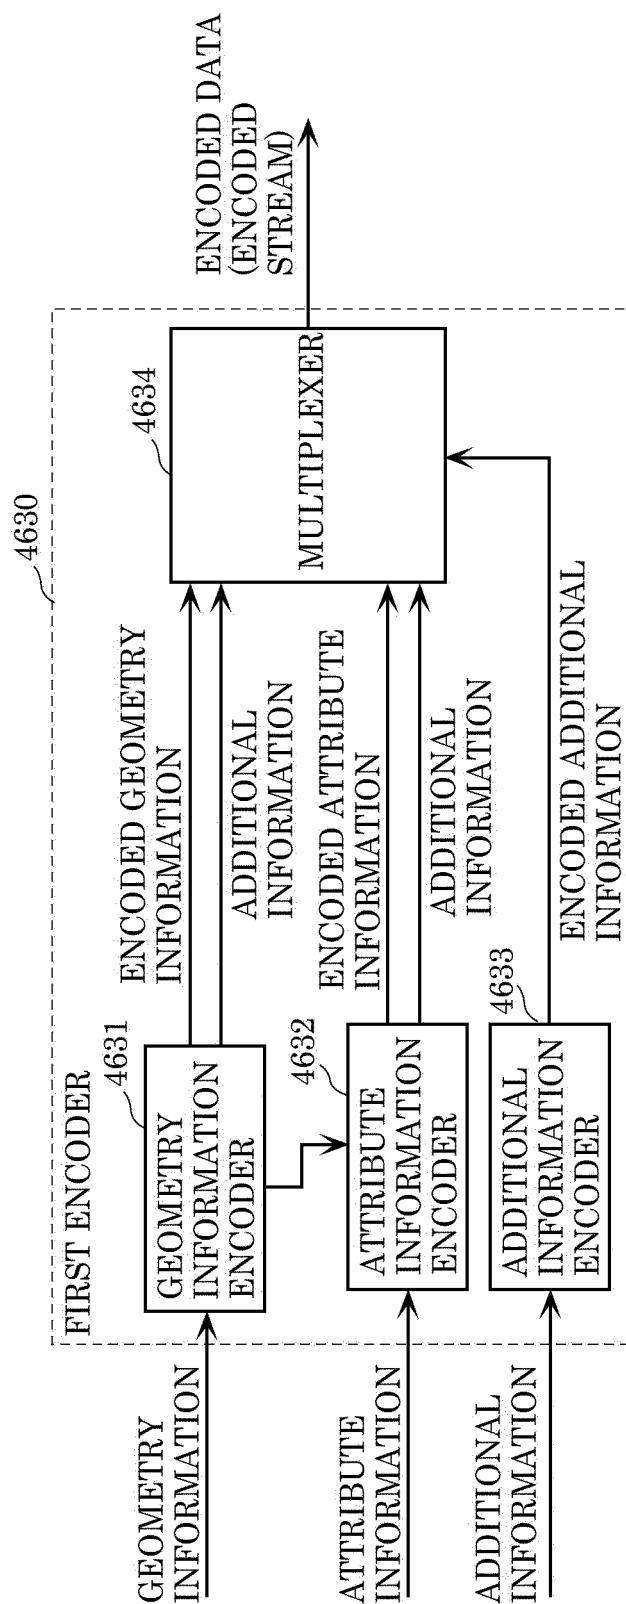 4630
FIRST ENCODER
GEOMETRY
INFORMATION
4631
GEOMETRY
INFORMATION
ENCODER
ENCODED GEOMETRY
INFORMATION
ADDITIONAL
INFORMATION
4634
MULTIPLEXER
ENCODED DATA
(ENCODED
STREAM)
ATTRIBUTE
INFORMATION
4632
ATTRIBUTE
INFORMATION
ENCODER
ENCODED ATTRIBUTE
INFORMATION
ADDITIONAL
INFORMATION
ADDITIONAL
INFORMATION
4633
ADDITIONAL
INFORMATION
ENCODER
ENCODED ADDITIONAL
INFORMATION